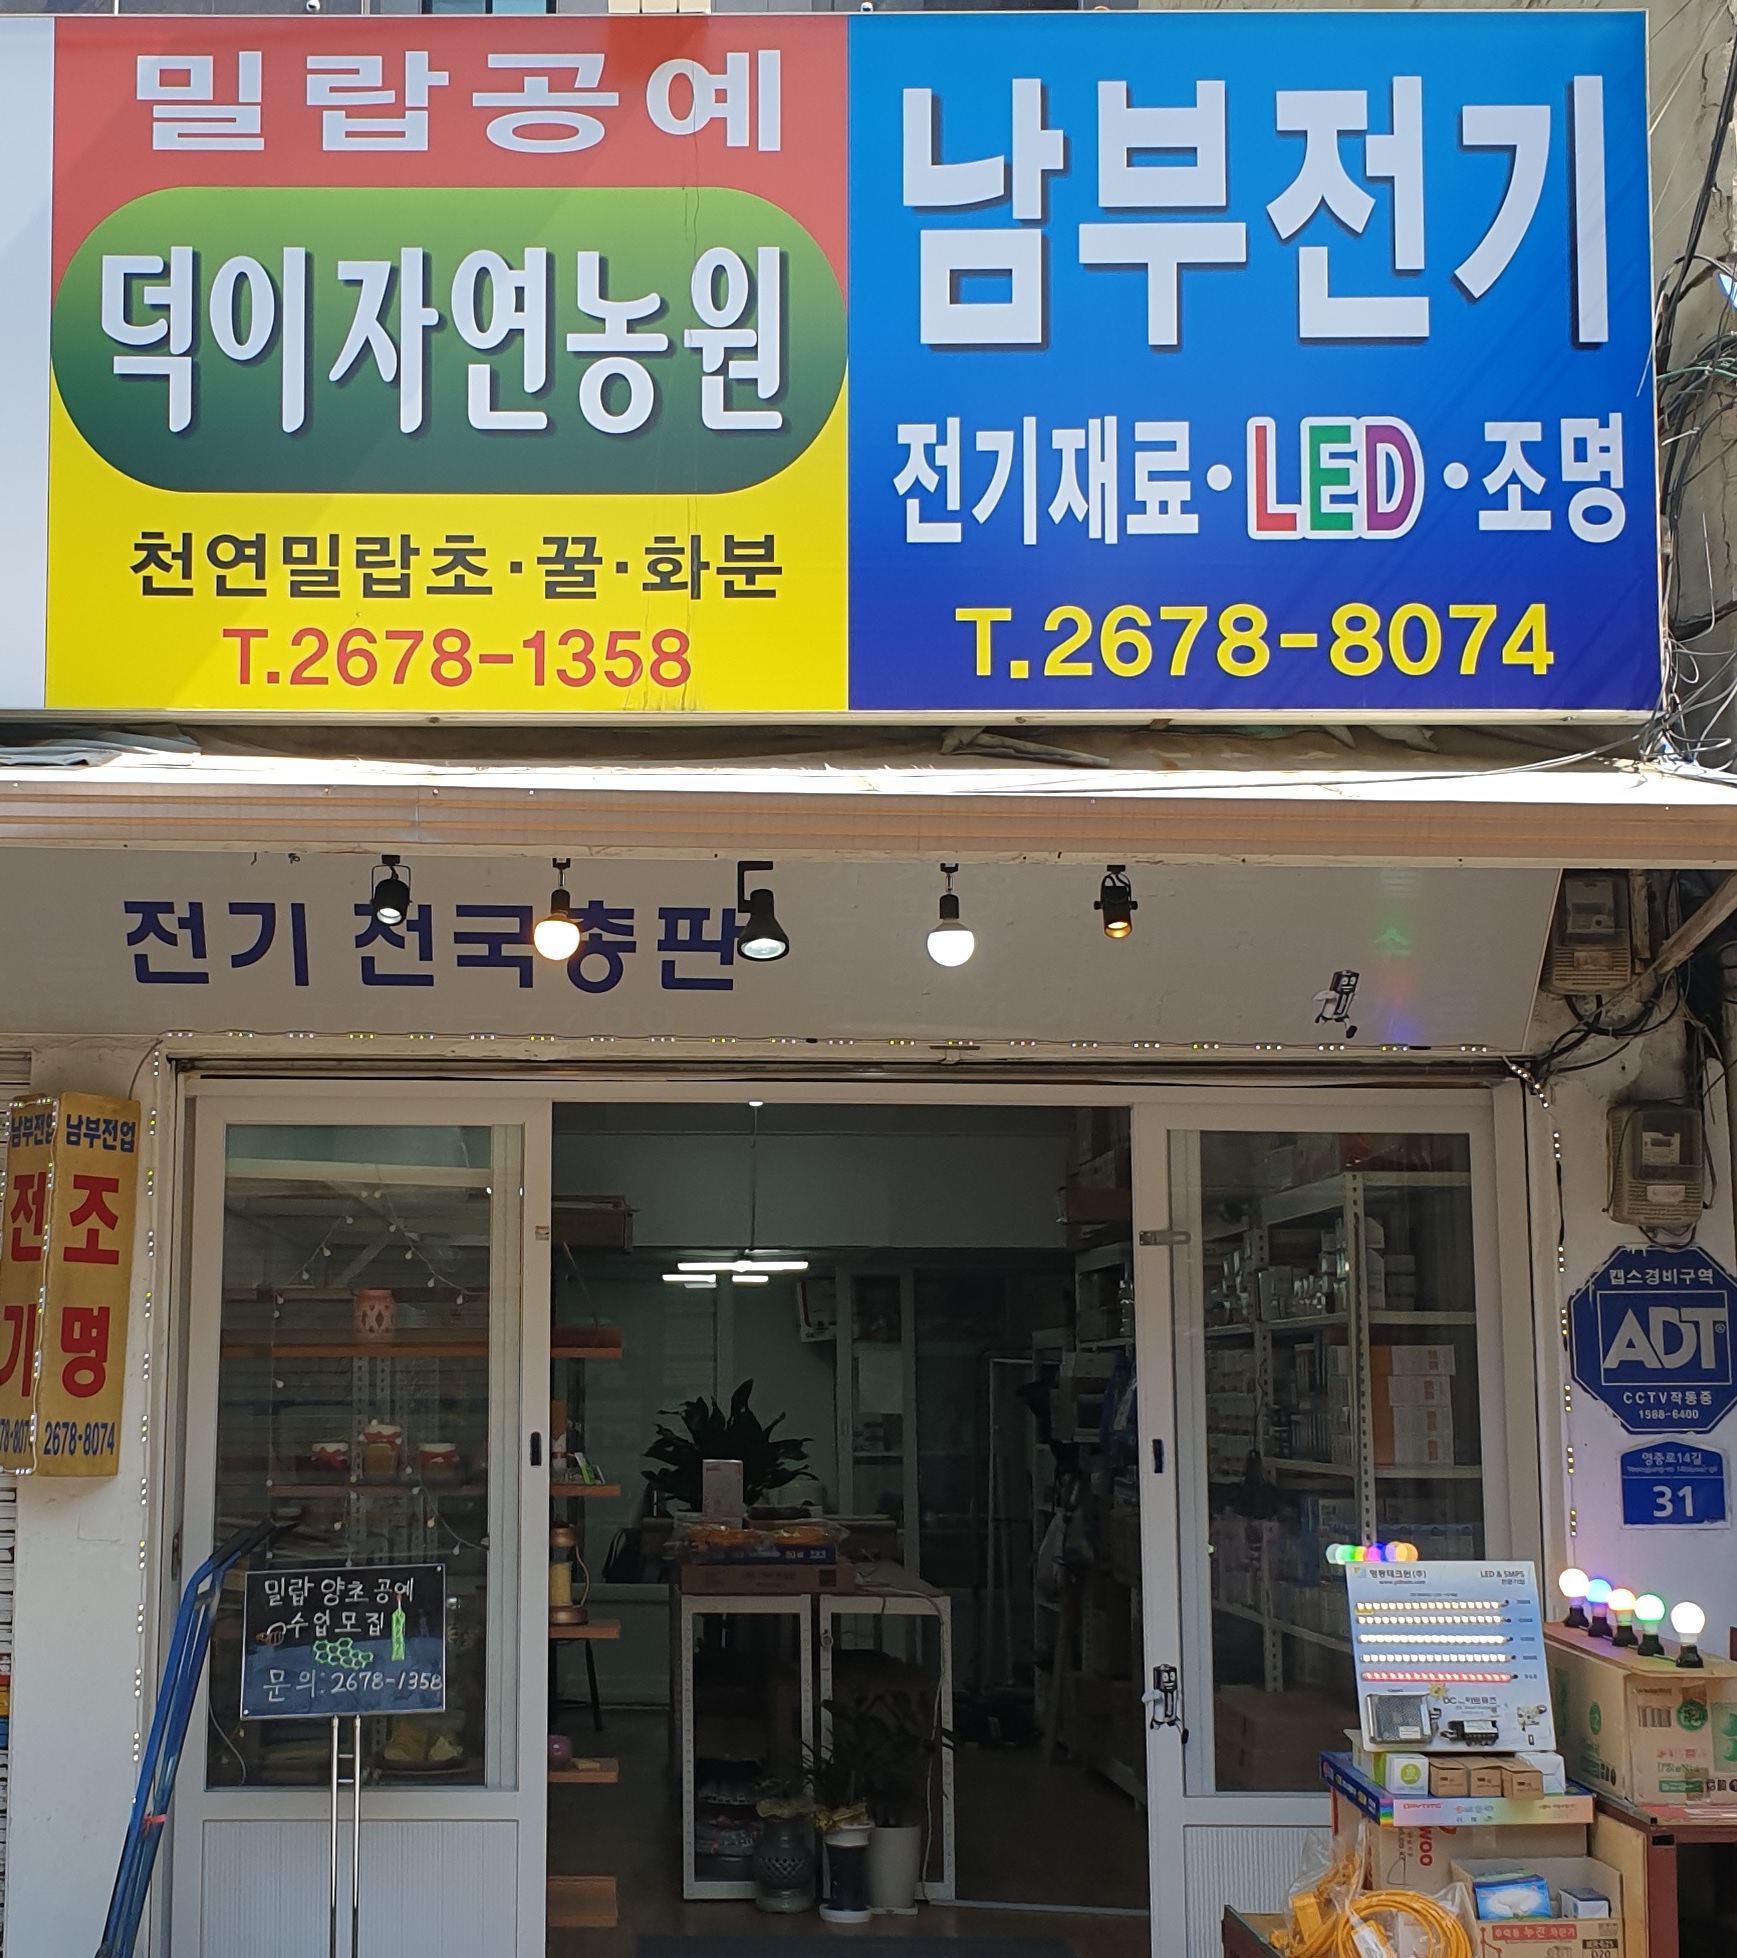 밀랍공예
덕이자연농원
천연밀랍초·꿀·화분
T.2678-1358
남부전기
전기재료·LED·조명
T.2678-8074
전기 전국총판
남부전업
전기
남부전업
조명
2678-8074
캡스경비구역
ADT
CCTV작동중
1588-6400
영중로14길
31
밀랍 양초 공예
수업모집
문의:2678-1358
LED & SMPS